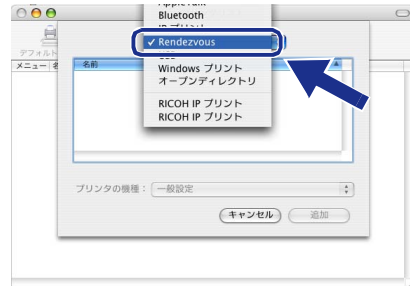 Bluetooth
Rendezvous
Windows プリント
オープンディレクトリ
RICOH IP プリント
RICOH IP プリント
デフォルト
メニュー
名前
プリンタの機種：
一般設定
キャンセル
追加